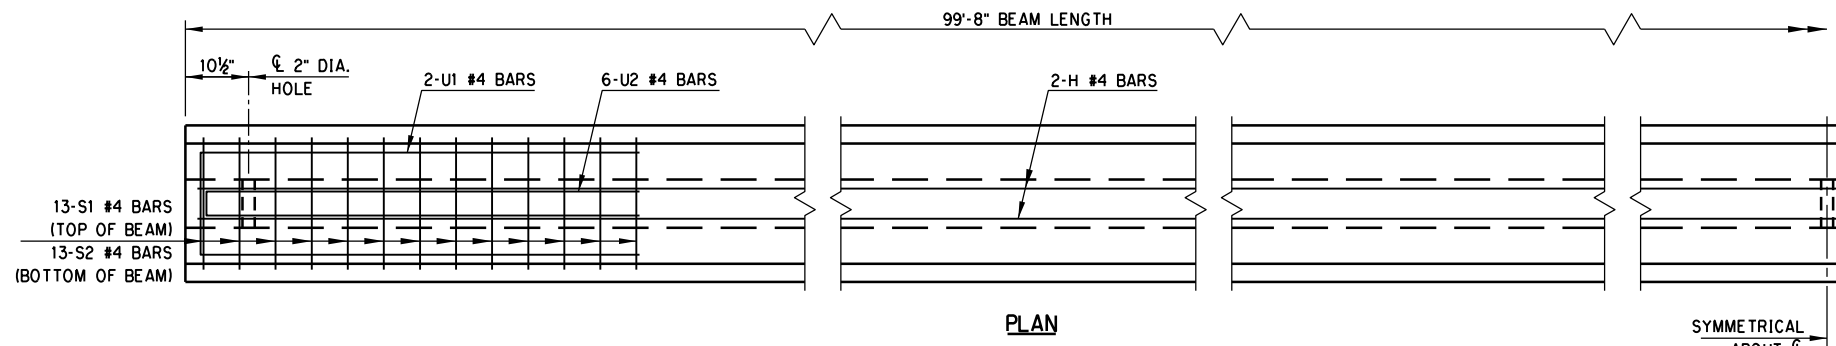 99'-8" BEAM LENGTH
10½"
℄ 2" DIA.
HOLE
2-U1 #4 BARS
6-U2 #4 BARS
2-H #4 BARS
13-S1 #4 BARS
(TOP OF BEAM)
13-S2 #4 BARS
(BOTTOM OF BEAM)
PLAN
SYMMETRICAL
ABOUT ℄